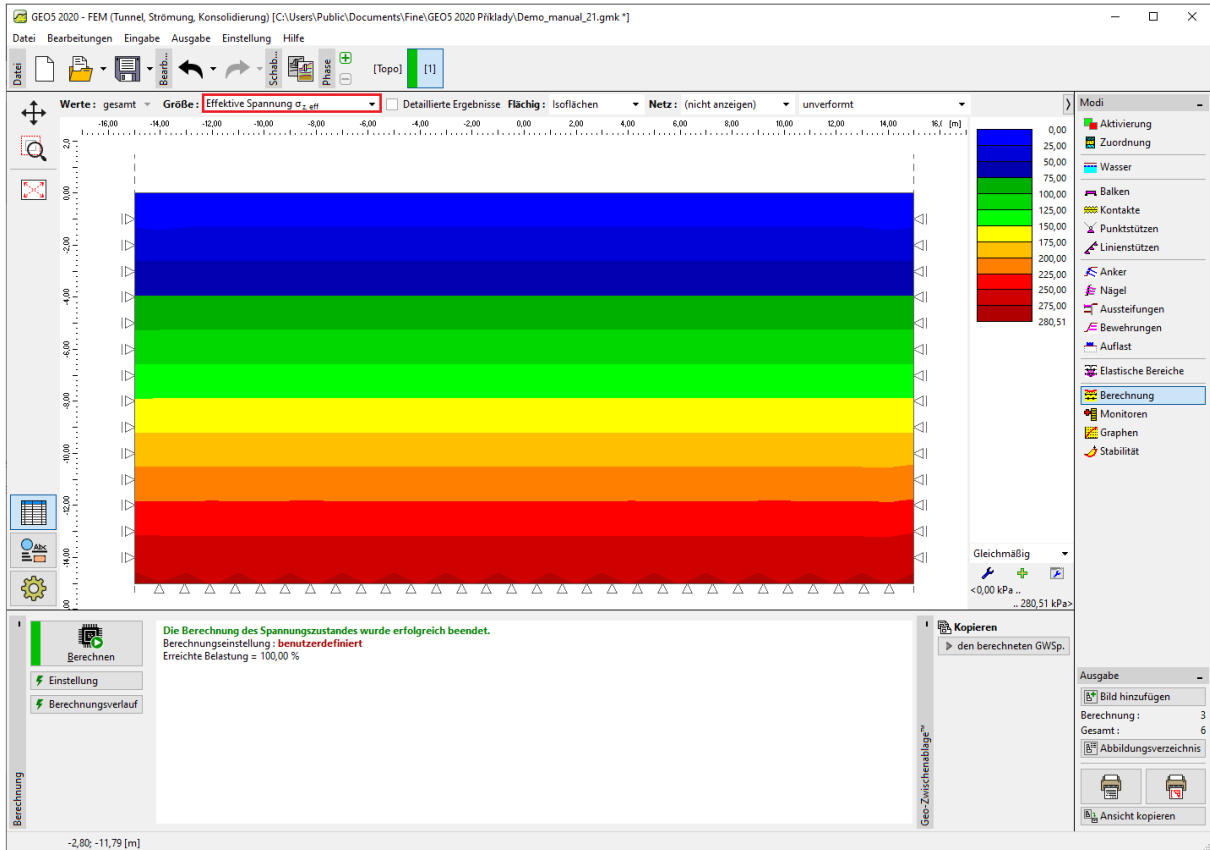 GEO5 2020 - FEM (Tunnel, Strömung, Konsolidierung) [C:\Users\Public\Documents\Fine\GEO5 2020 Příklady\Demo_manual_21.gmk *]
Datei Bearbeitungen Eingabe Ausgabe Einstellung Hilfe
Datei
Bearb...
Schab...
Phase
[Topo]
[1]
Werte : gesamt Größe : Effektive Spannung σz, eff Detaillierte Ergebnisse Flächig : Isoflächen Netz : (nicht anzeigen) unverformt
-16,00 -14,00 -12,00 -10,00 -8,00 -6,00 -4,00 -2,00 0,00 2,00 4,00 6,00 8,00 10,00 12,00 14,00 16,( [m]
2,0
0,00
-2,00
-4,00
-6,00
-8,00
-10,00
-12,00
-14,00
0,00
25,00
50,00
75,00
100,00
125,00
150,00
175,00
200,00
225,00
250,00
275,00
280,51
Gleichmäßig
<0,00 kPa ..
.. 280,51 kPa>
Modi
Aktivierung
Zuordnung
Wasser
Balken
Kontakte
Punktstützen
Linienstützen
Anker
Nägel
Aussteifungen
Bewehrungen
Auflast
Elastische Bereiche
Berechnung
Monitoren
Graphen
Stabilität
Abc
Berechnung
Berechnen
Einstellung
Berechnungsverlauf
Die Berechnung des Spannungszustandes wurde erfolgreich beendet.
Berechnungseinstellung : benutzerdefiniert
Erreichte Belastung = 100,00 %
Geo-Zwischenablage™
Kopieren
den berechneten GWSp.
Ausgabe
Bild hinzufügen
Berechnung : 3
Gesamt : 6
Abbildungsverzeichnis
Ansicht kopieren
-2,80; -11,79 [m]